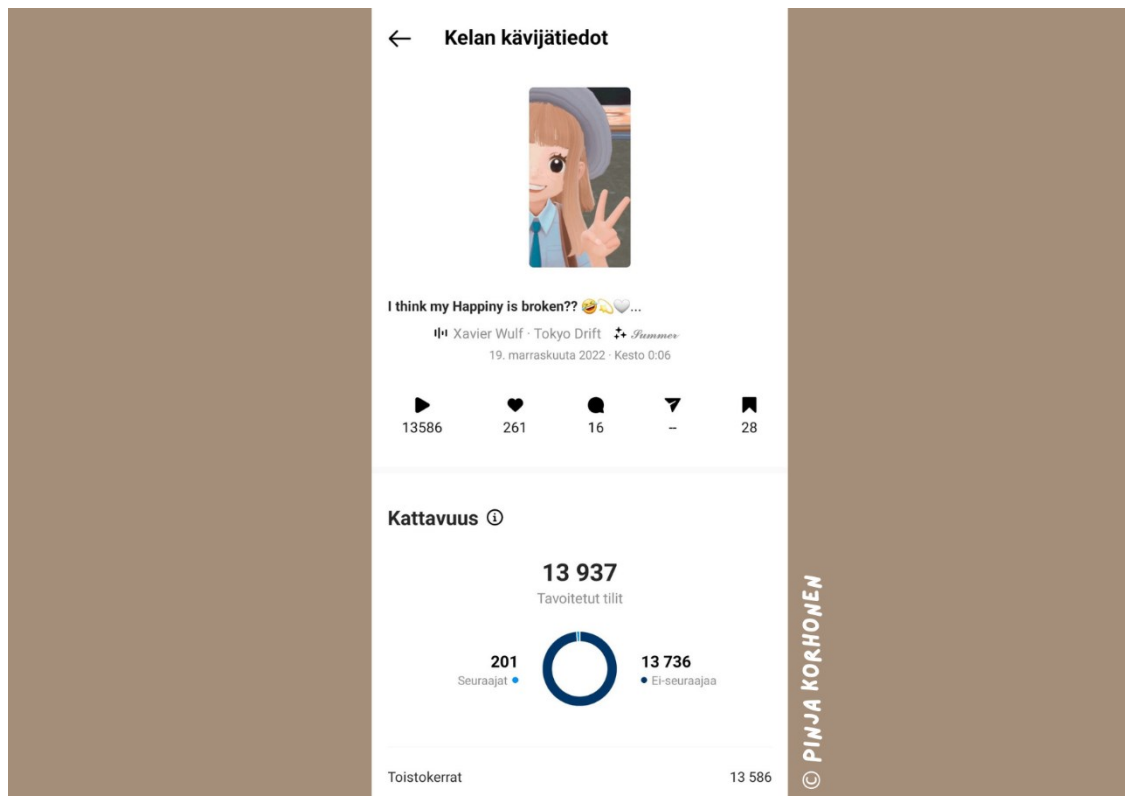 Kelan kävijätiedot
I think my Happiny is broken?? 🤣💫🤍...
Xavier Wulf · Tokyo Drift 𝒮𝓊𝓂𝓂𝑒𝓇
19. marraskuuta 2022 · Kesto 0:06
13586 261 16 -- 28
Kattavuus
13 937
Tavoitetut tilit
201 13 736
Seuraajat Ei-seuraajaa
Toistokerrat 13 586
© PINJA KORHONEN